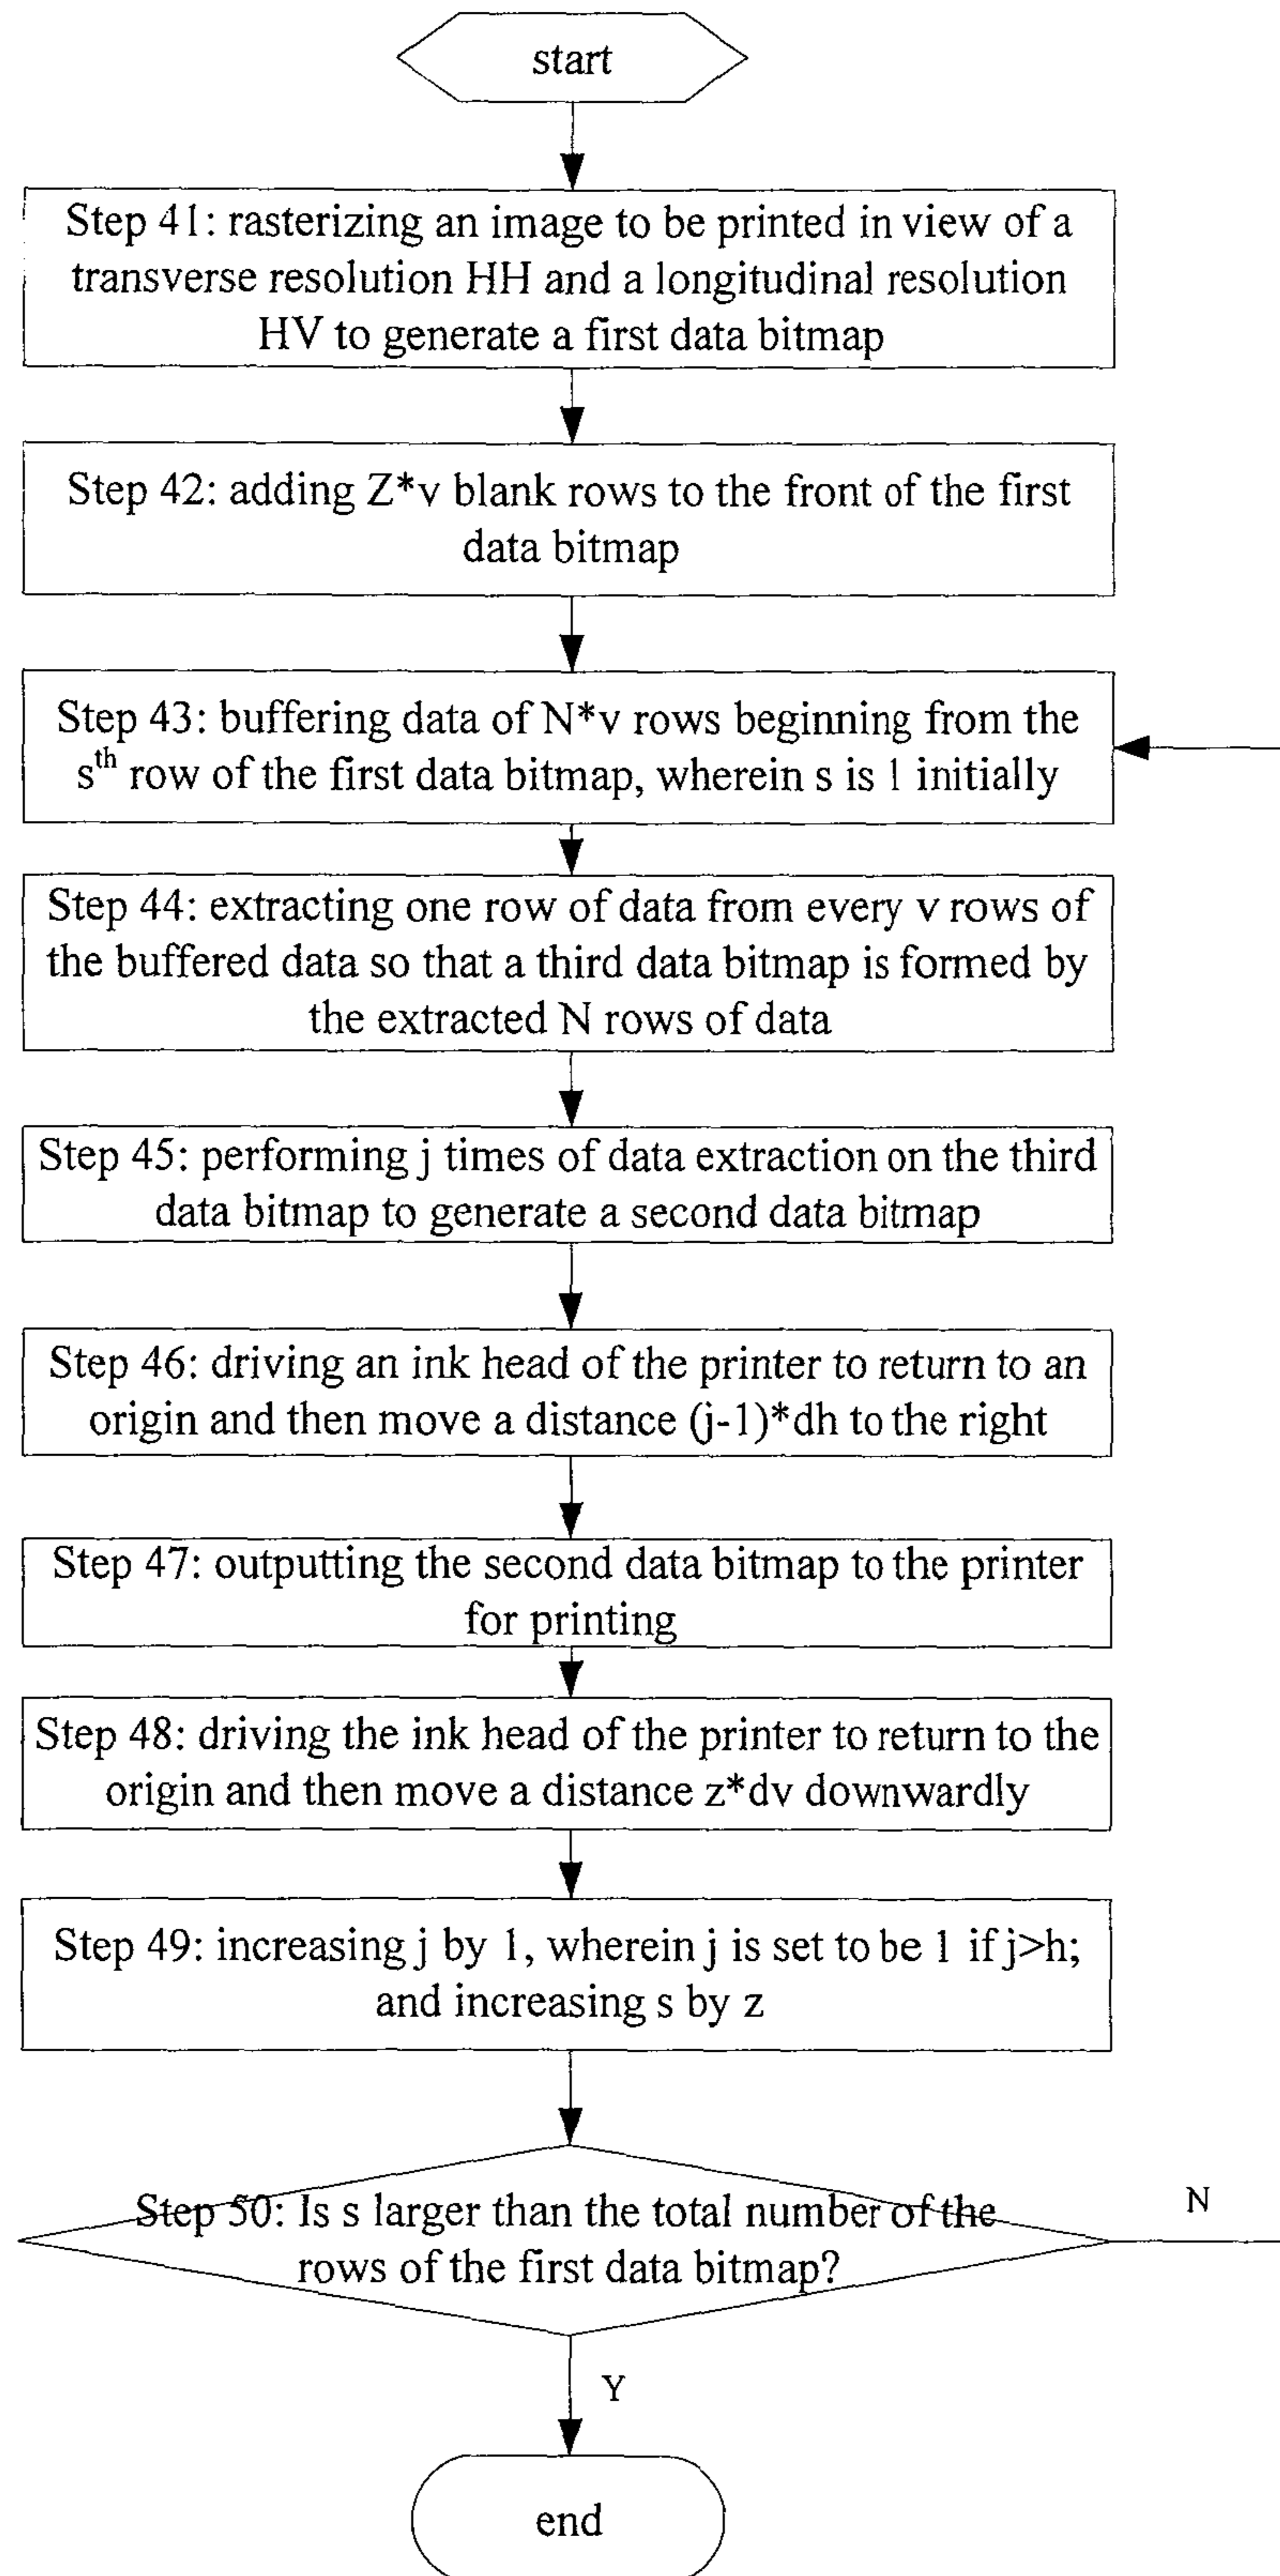 start
Step 41: rasterizing an image to be printed in view of a
transverse resolution HH and a longitudinal resolution
HV to generate a first data bitmap
Step 42: adding Z*v blank rows to the front of the first
data bitmap
Step 43: buffering data of N*v rows beginning from the
sth row of the first data bitmap, wherein s is 1 initially
Step 44: extracting one row of data from every v rows of
the buffered data so that a third data bitmap is formed by
the extracted N rows of data
Step 45: performing j times of data extraction on the third
data bitmap to generate a second data bitmap
Step 46: driving an ink head of the printer to return to an
origin and then move a distance (j-1)*dh to the right
Step 47: outputting the second data bitmap to the printer
for printing
Step 48: driving the ink head of the printer to return to the
origin and then move a distance z*dv downwardly
Step 49: increasing j by 1, wherein j is set to be 1 if j>h;
and increasing s by z
Step 50: Is s larger than the total number of the
rows of the first data bitmap?
N
Y
end